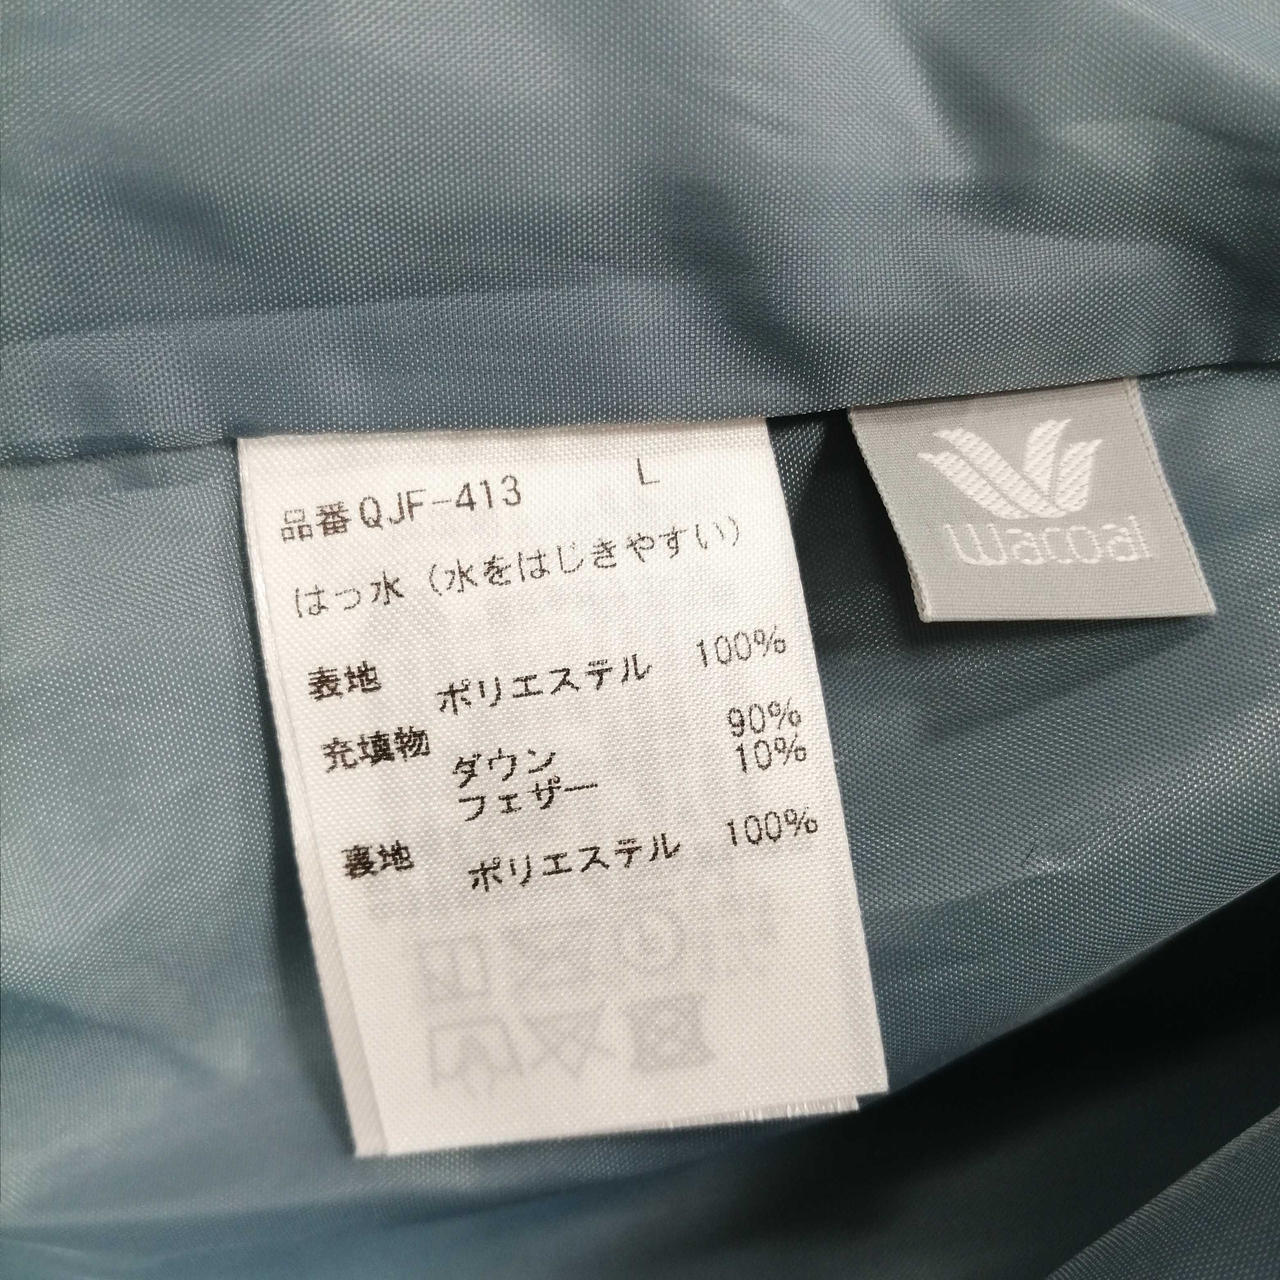 品番QJF-413 L
はっ水（水をはじきやすい）
表地 ポリエステル 100%
充填物 ダウン 90%
フェザー 10%
裏地 ポリエステル 100%
Wacoal